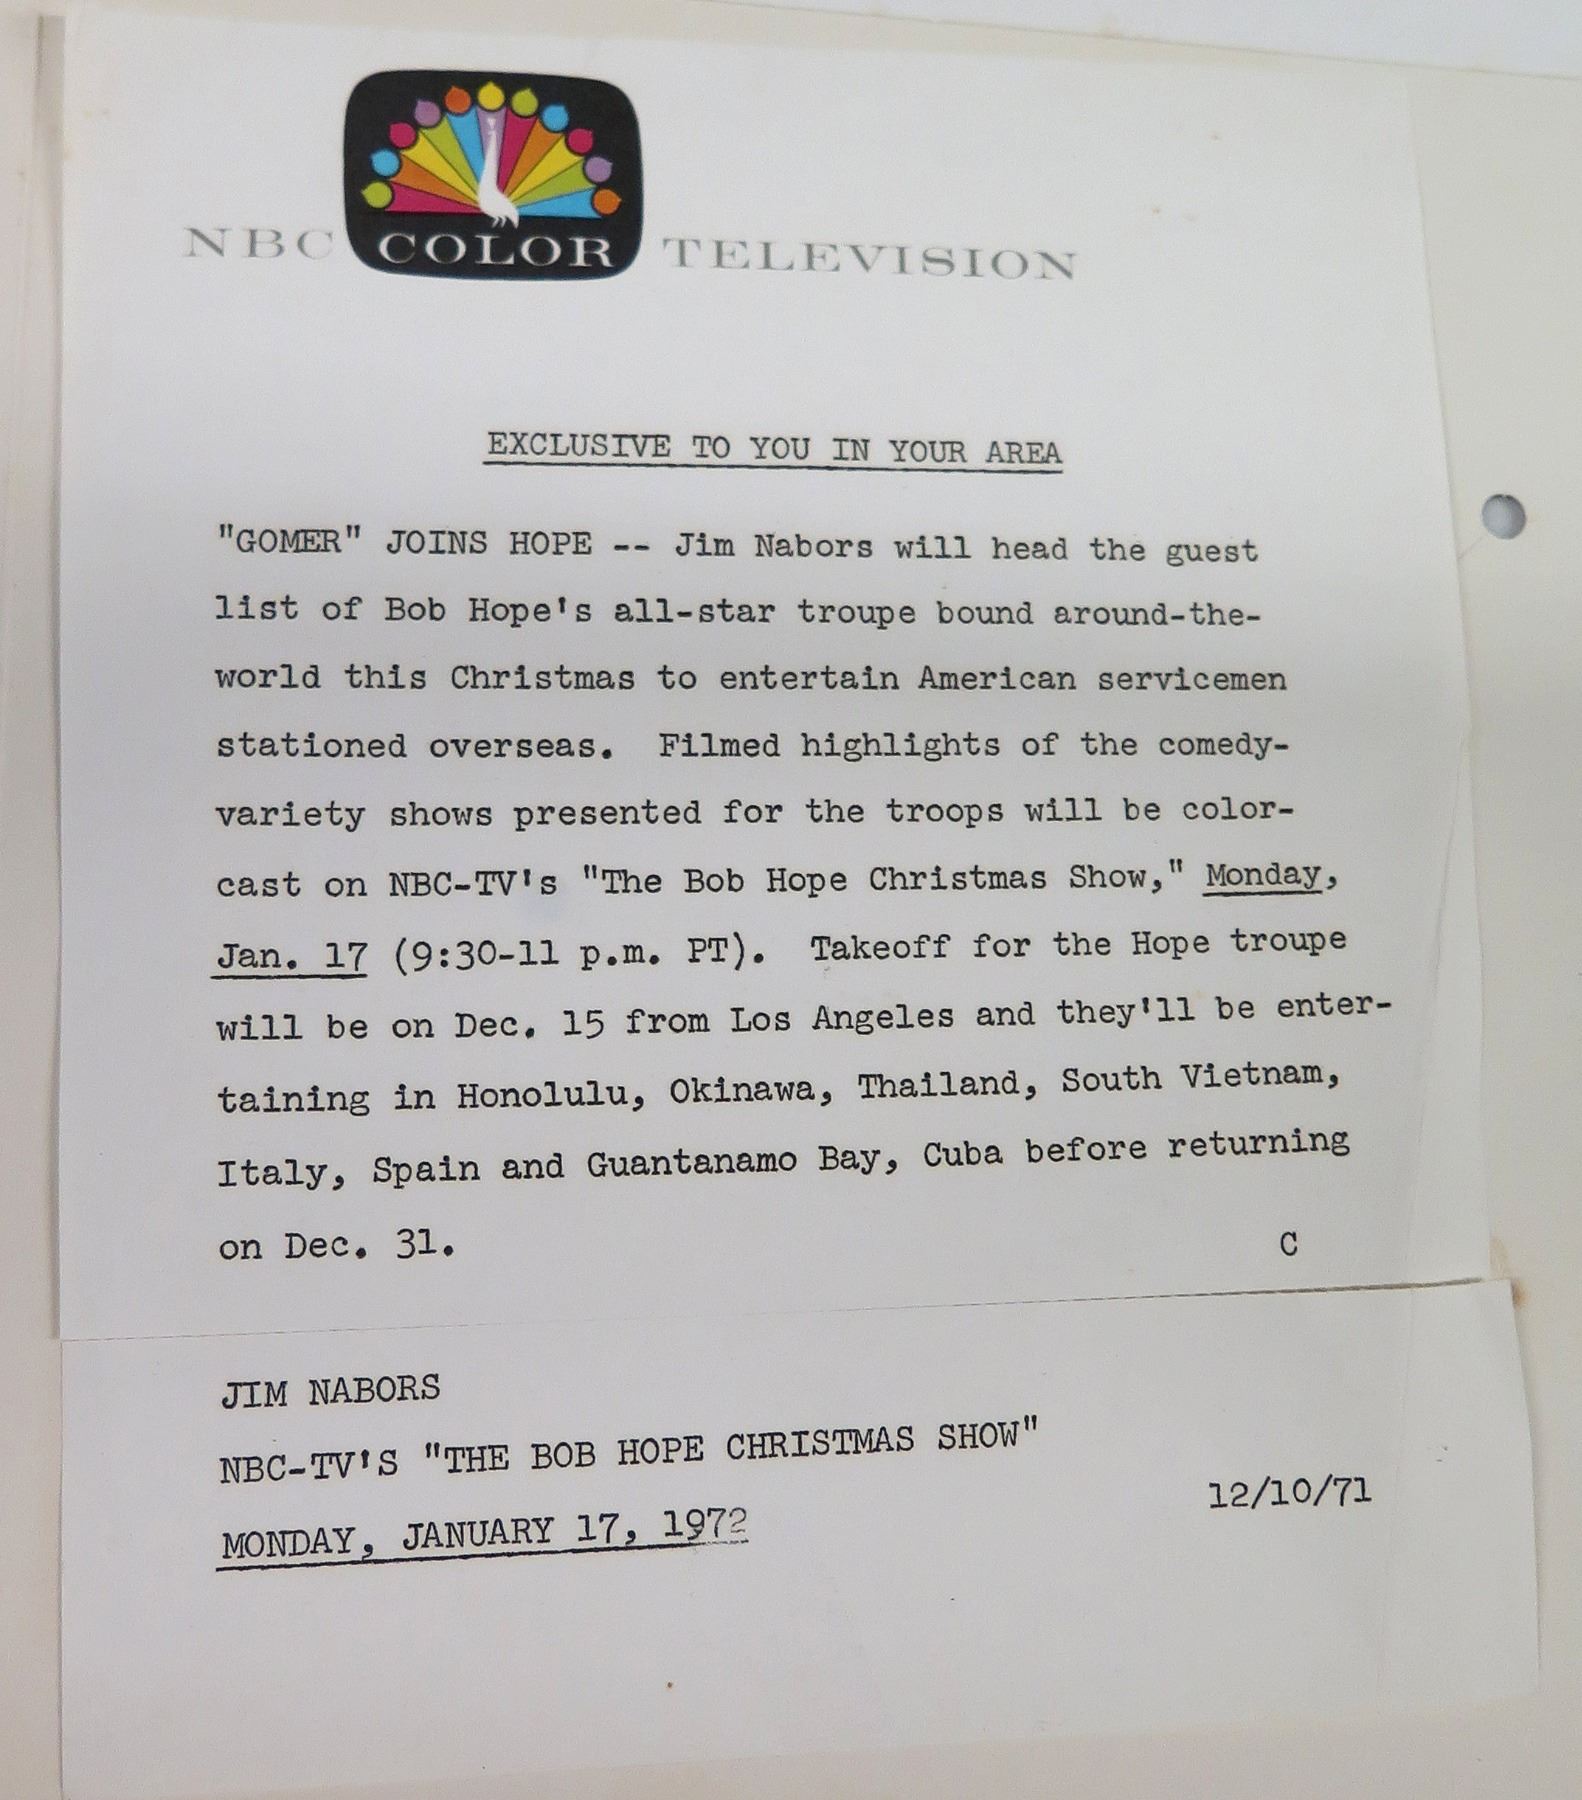 NBC COLOR TELEVISION
EXCLUSIVE TO YOU IN YOUR AREA
"GOMER" JOINS HOPE -- Jim Nabors will head the guest
list of Bob Hope's all-star troupe bound around-the-
world this Christmas to entertain American servicemen
stationed overseas.  Filmed highlights of the comedy-
variety shows presented for the troops will be color-
cast on NBC-TV's "The Bob Hope Christmas Show," Monday,
Jan. 17 (9:30-11 p.m. PT).  Takeoff for the Hope troupe
will be on Dec. 15 from Los Angeles and they'll be enter-
taining in Honolulu, Okinawa, Thailand, South Vietnam,
Italy, Spain and Guantanamo Bay, Cuba before returning
on Dec. 31. C
JIM NABORS
NBC-TV'S "THE BOB HOPE CHRISTMAS SHOW"
MONDAY, JANUARY 17, 1972
12/10/71